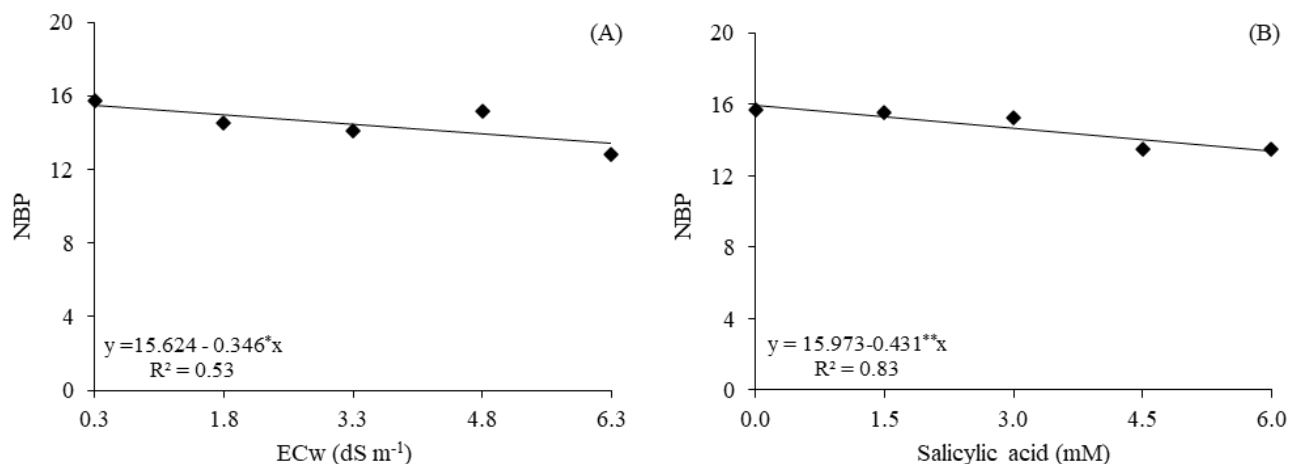 (A)
NBP
20
16
12
8
4
0
y =15.624 - 0.346*x
R² = 0.53
0.3 1.8 3.3 4.8 6.3
ECw (dS m⁻¹)
(B)
NBP
20
16
12
8
4
0
y = 15.973-0.431**x
R² = 0.83
0.0 1.5 3.0 4.5 6.0
Salicylic acid (mM)